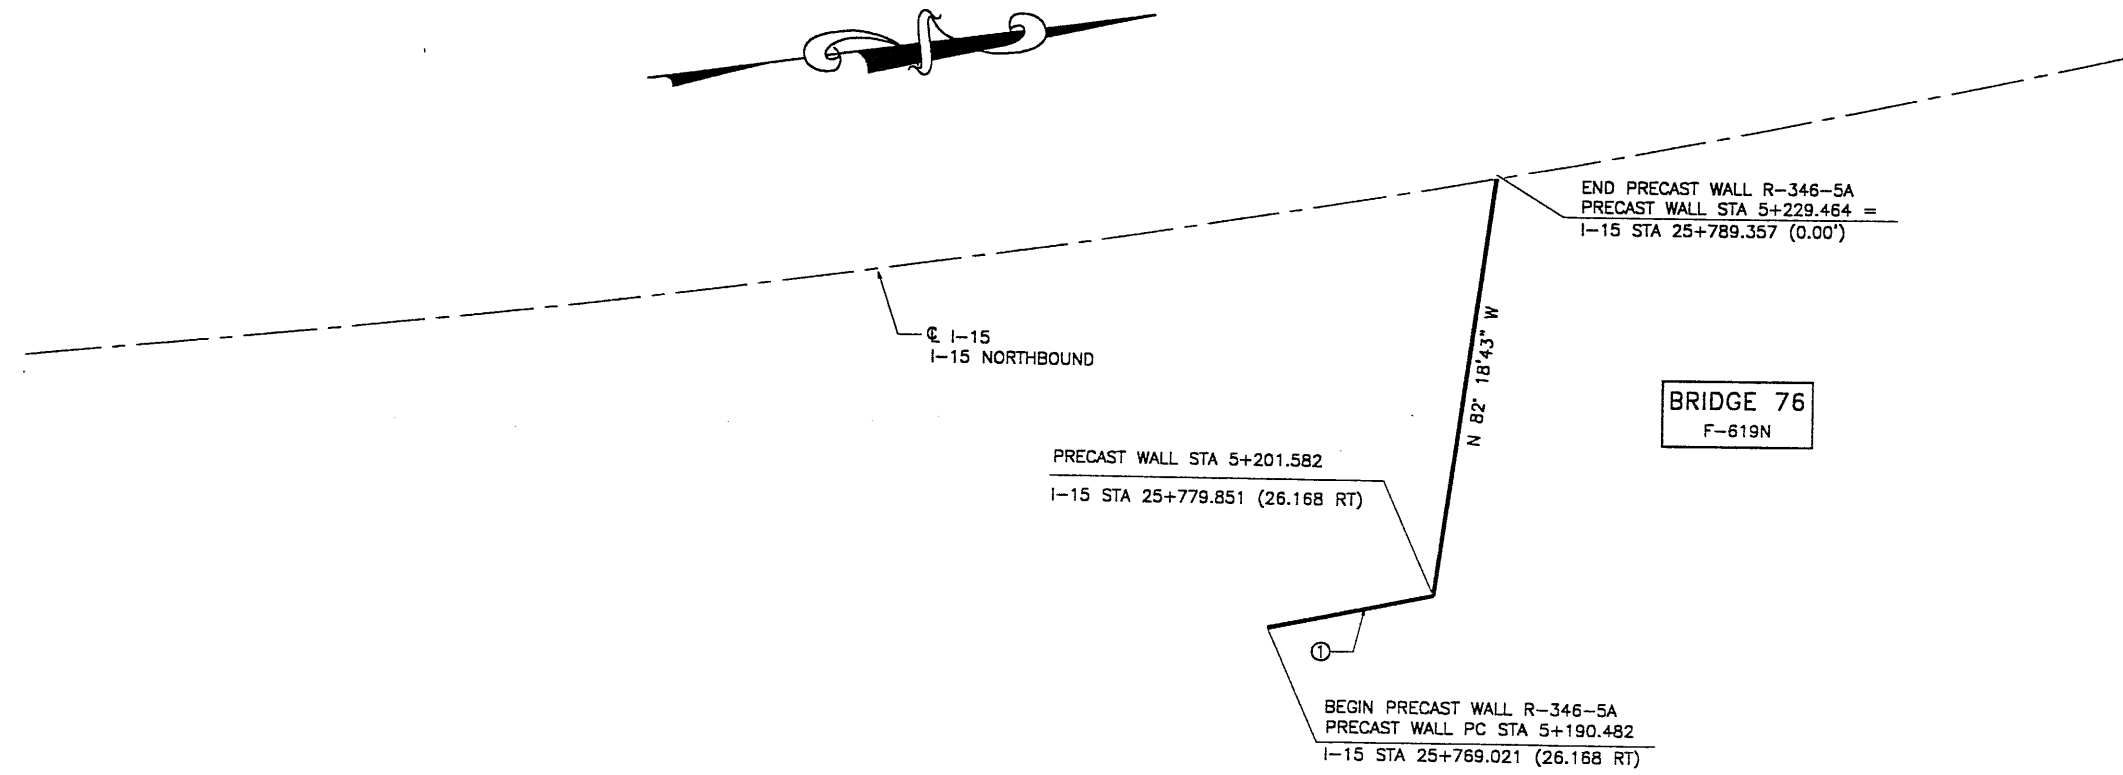 END PRECAST WALL R-346-5A
PRECAST WALL STA 5+229.464 =
I-15 STA 25+789.357 (0.00')
℄ I-15
I-15 NORTHBOUND
N 82° 18'43" W
BRIDGE 76
F-619N
PRECAST WALL STA 5+201.582
I-15 STA 25+779.851 (26.168 RT)
①
BEGIN PRECAST WALL R-346-5A
PRECAST WALL PC STA 5+190.482
I-15 STA 25+769.021 (26.168 RT)